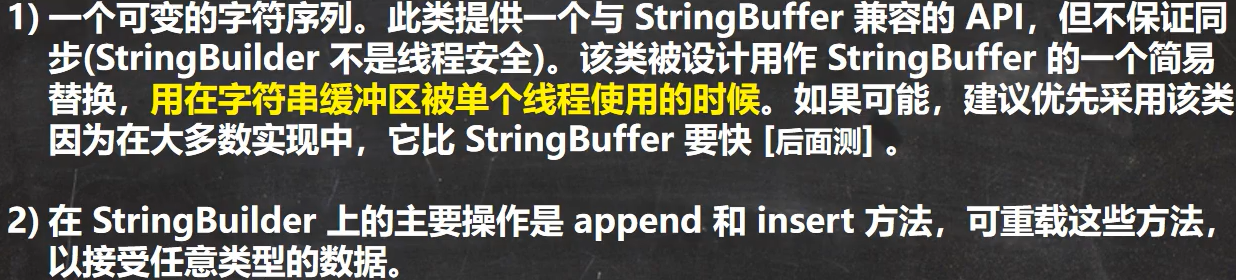 1) 一个可变的字符序列。此类提供一个与 StringBuffer 兼容的 API，但不保证同
步(StringBuilder 不是线程安全)。该类被设计用作 StringBuffer 的一个简易
替换，用在字符串缓冲区被单个线程使用的时候。如果可能，建议优先采用该类
因为在大多数实现中，它比 StringBuffer 要快 [后面测] 。
2) 在 StringBuilder 上的主要操作是 append 和 insert 方法，可重载这些方法，
以接受任意类型的数据。